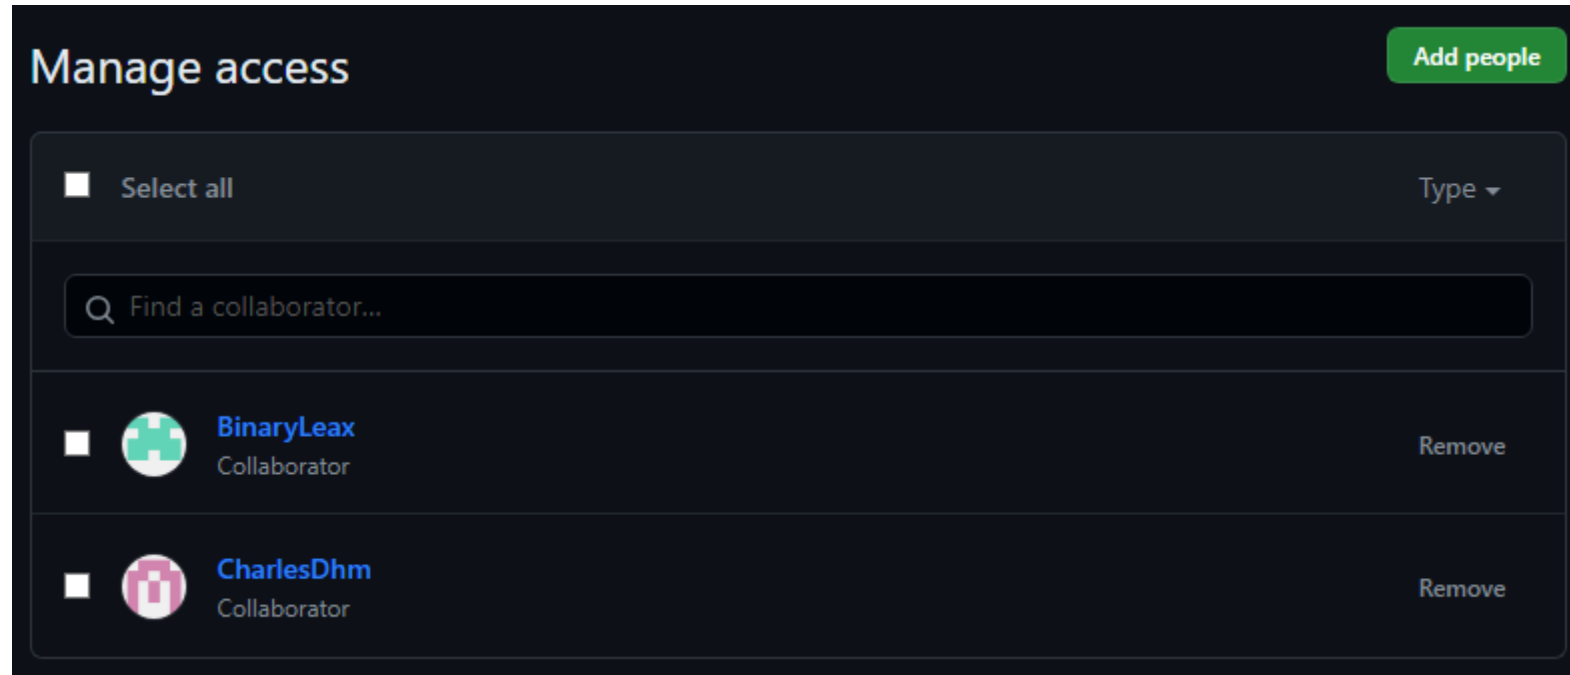 Manage access
Add people
Select all
Type
Find a collaborator...
BinaryLeax
Collaborator
Remove
CharlesDhm
Collaborator
Remove